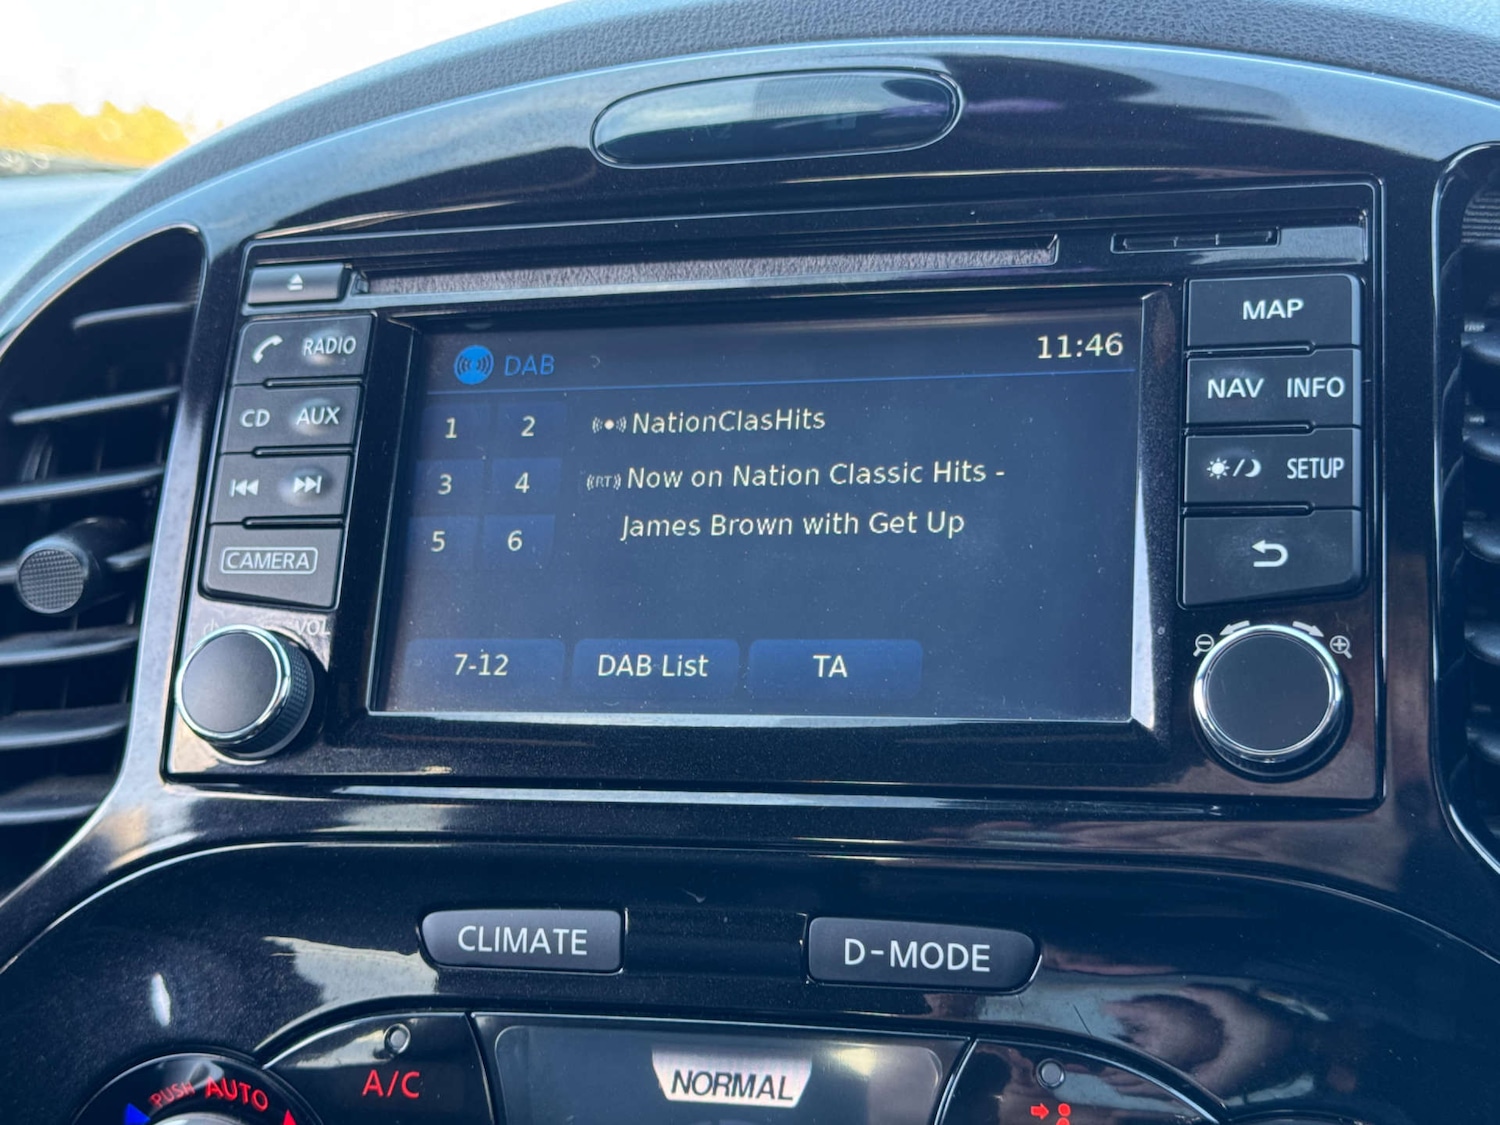 RADIO
CD AUX
CAMERA
VOL
DAB
11:46
1 2
NationClasHits
3 4
(RT) Now on Nation Classic Hits -
James Brown with Get Up
5 6
7-12 DAB List TA
MAP
NAV INFO
SETUP
CLIMATE
D-MODE
PUSH AUTO
A/C
NORMAL